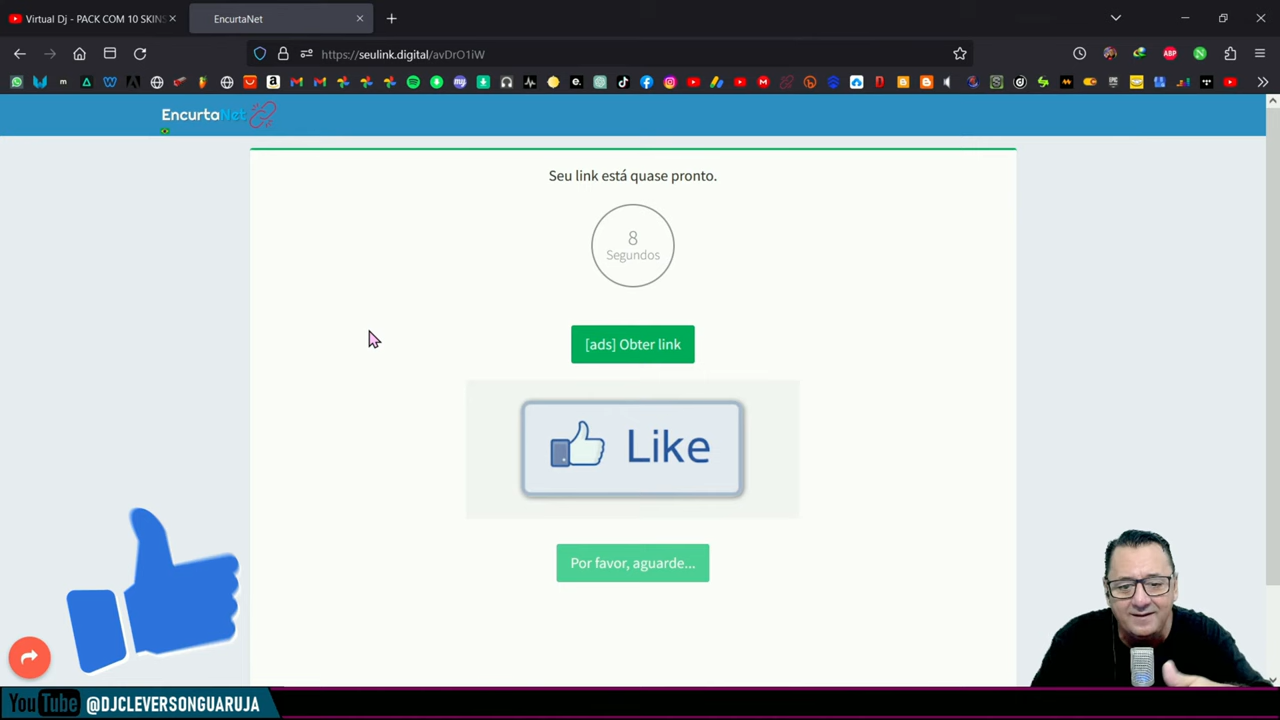 Virtual Dj - PACK COM 10 SKINS
EncurtaNet
https://seulink.digital/avDrO1iW
EncurtaNet
Seu link está quase pronto.
8
Segundos
[ads] Obter link
Like
Por favor, aguarde...
YouTube @DJCLEVERSONGUARUJA